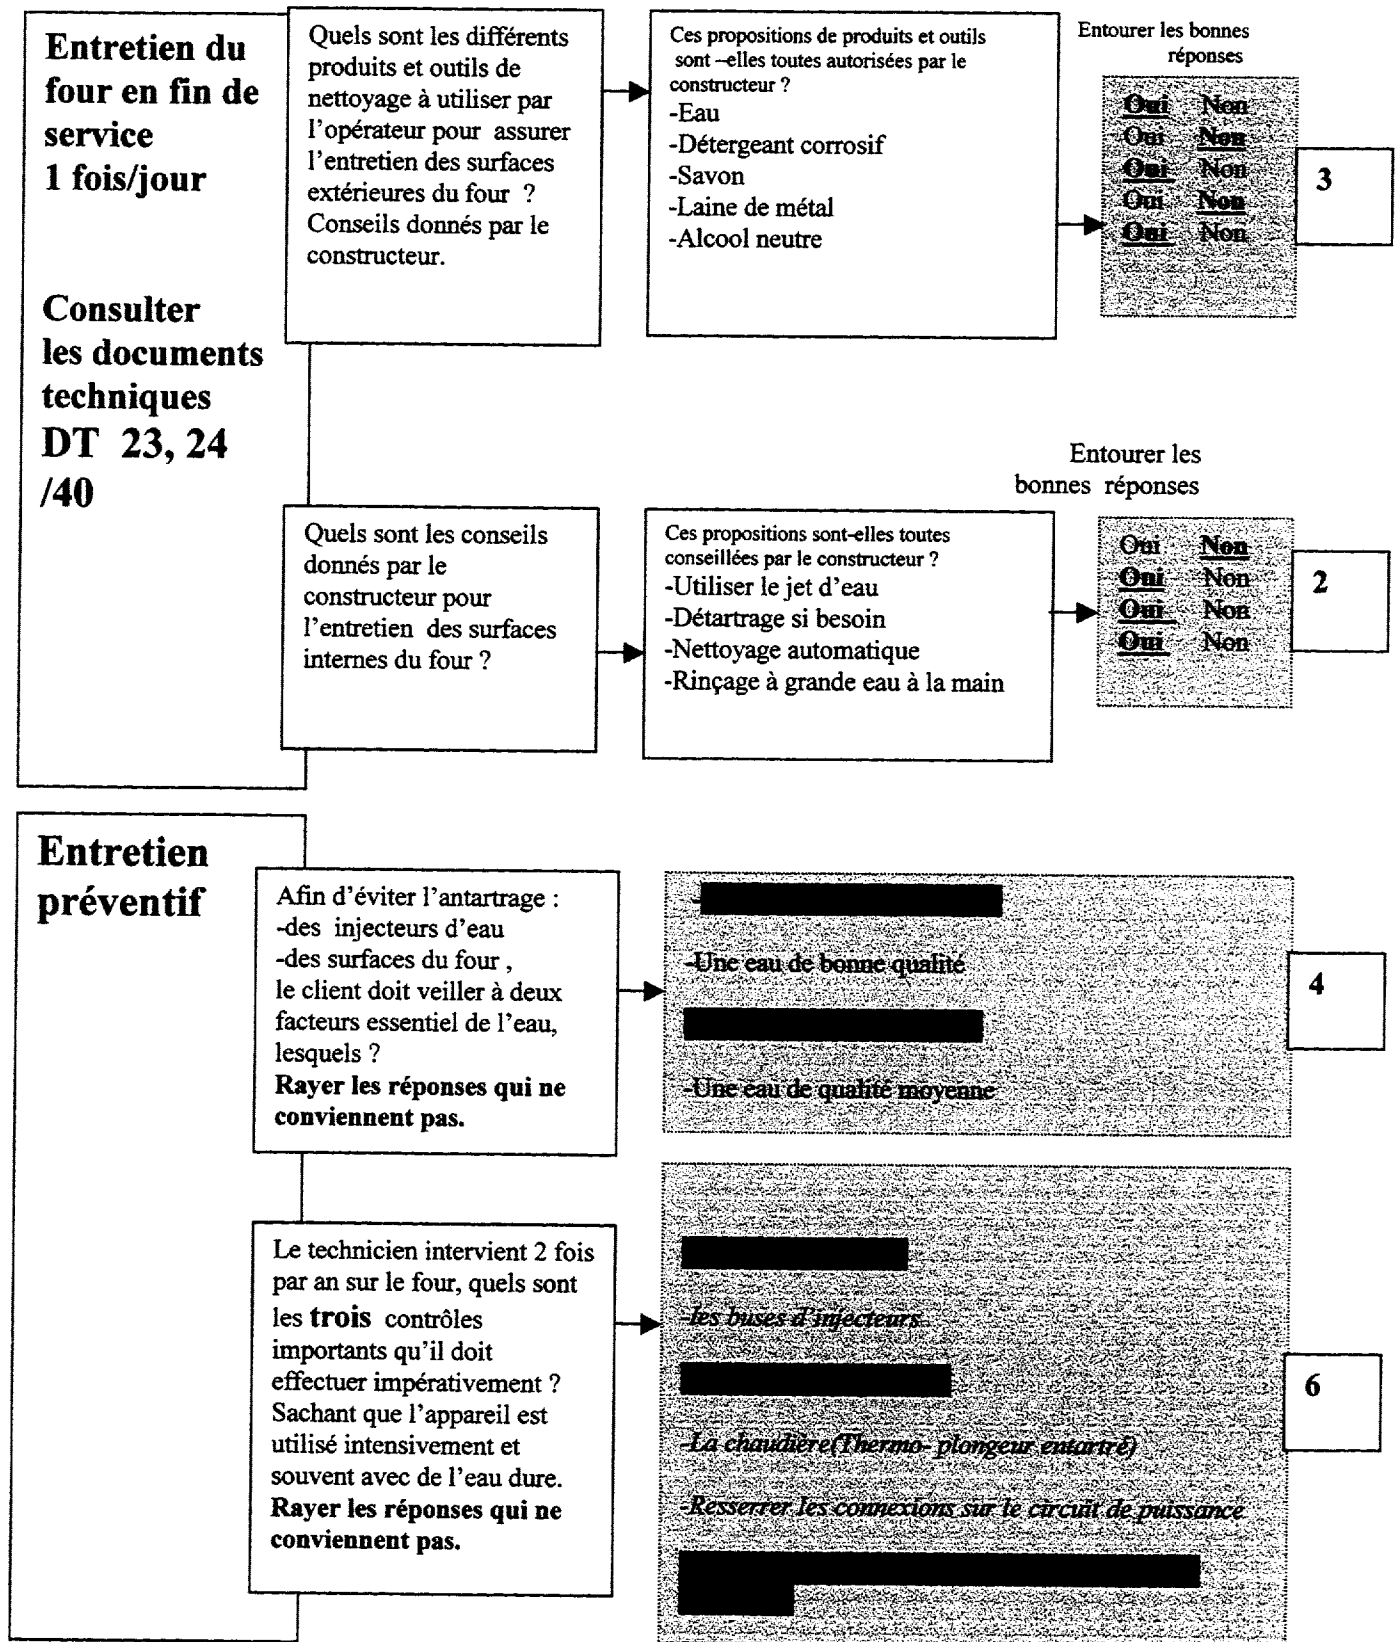 Entretien du
four en fin de
service
1 fois/jour
Consulter
les documents
techniques
DT 23, 24
/40
Quels sont les différents
produits et outils de
nettoyage à utiliser par
l'opérateur pour assurer
l'entretien des surfaces
extérieures du four ?
Conseils donnés par le
constructeur.
Ces propositions de produits et outils
sont –elles toutes autorisées par le
constructeur ?
-Eau
-Détergeant corrosif
-Savon
-Laine de métal
-Alcool neutre
Entourer les bonnes
réponses
Oui Non
Oui Non
Oui Non
Oui Non
Oui Non
3
Quels sont les conseils
donnés par le
constructeur pour
l'entretien des surfaces
internes du four ?
Ces propositions sont-elles toutes
conseillées par le constructeur ?
-Utiliser le jet d'eau
-Détartrage si besoin
-Nettoyage automatique
-Rinçage à grande eau à la main
Entourer les
bonnes réponses
Oui Non
Oui Non
Oui Non
Oui Non
2
Entretien
préventif
Afin d'éviter l'antartrage :
-des injecteurs d'eau
-des surfaces du four ,
le client doit veiller à deux
facteurs essentiel de l'eau,
lesquels ?
Rayer les réponses qui ne
conviennent pas.
-Une eau de bonne qualité
-Une eau de qualité moyenne
4
Le technicien intervient 2 fois
par an sur le four, quels sont
les trois contrôles
importants qu'il doit
effectuer impérativement ?
Sachant que l'appareil est
utilisé intensivement et
souvent avec de l'eau dure.
Rayer les réponses qui ne
conviennent pas.
-les buses d'injecteurs
-La chaudière(Thermo- plongeur entartré)
-Resserrer les connexions sur le circuit de puissance
6